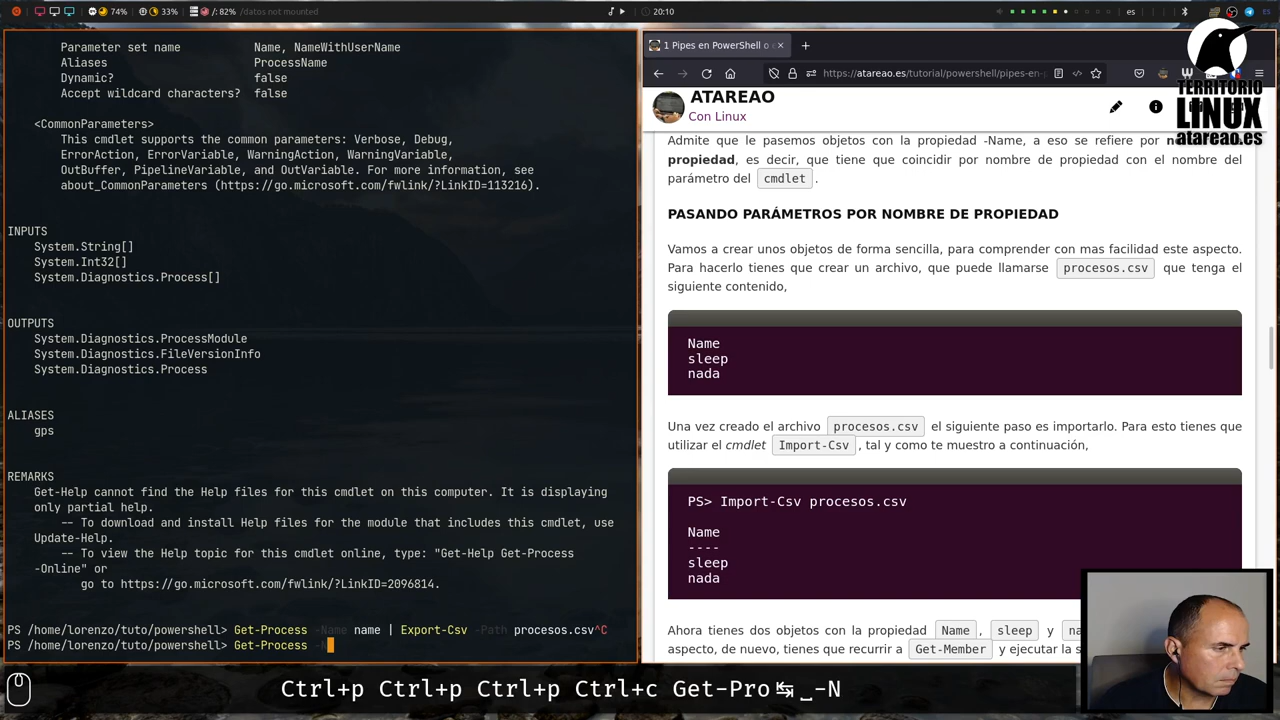 74% 33% /: 82% /datos not mounted
20:10
es
ES
Parameter set name Name, NameWithUserName
Aliases ProcessName
Dynamic? false
Accept wildcard characters? false
<CommonParameters>
This cmdlet supports the common parameters: Verbose, Debug,
ErrorAction, ErrorVariable, WarningAction, WarningVariable,
OutBuffer, PipelineVariable, and OutVariable. For more information, see
about_CommonParameters (https://go.microsoft.com/fwlink/?LinkID=113216).
INPUTS
System.String[]
System.Int32[]
System.Diagnostics.Process[]
OUTPUTS
System.Diagnostics.ProcessModule
System.Diagnostics.FileVersionInfo
System.Diagnostics.Process
ALIASES
gps
REMARKS
Get-Help cannot find the Help files for this cmdlet on this computer. It is displaying
only partial help.
-- To download and install Help files for the module that includes this cmdlet, use
Update-Help.
-- To view the Help topic for this cmdlet online, type: "Get-Help Get-Process
-Online" or
go to https://go.microsoft.com/fwlink/?LinkID=2096814.
PS /home/lorenzo/tuto/powershell> Get-Process -Name name | Export-Csv -Path procesos.csv^C
PS /home/lorenzo/tuto/powershell> Get-Process -N
1 Pipes en PowerShell o
https://atareao.es/tutorial/powershell/pipes-en-
TERRITORIO
LINUX
atareao.es
ATAREAO
Con Linux
Admite que le pasemos objetos con la propiedad -Name, a eso se refiere por
propiedad, es decir, que tiene que coincidir por nombre de propiedad con el nombre del
parámetro del cmdlet .
PASANDO PARÁMETROS POR NOMBRE DE PROPIEDAD
Vamos a crear unos objetos de forma sencilla, para comprender con mas facilidad este aspecto.
Para hacerlo tienes que crear un archivo, que puede llamarse procesos.csv que tenga el
siguiente contenido,
Name
sleep
nada
Una vez creado el archivo procesos.csv el siguiente paso es importarlo. Para esto tienes que
utilizar el cmdlet Import-Csv , tal y como te muestro a continuación,
PS> Import-Csv procesos.csv
Name
----
sleep
nada
Ahora tienes dos objetos con la propiedad Name , sleep y
aspecto, de nuevo, tienes que recurrir a Get-Member y ejecutar la
Ctrl+p Ctrl+p Ctrl+p Ctrl+c Get-Pro↹ ␣-N